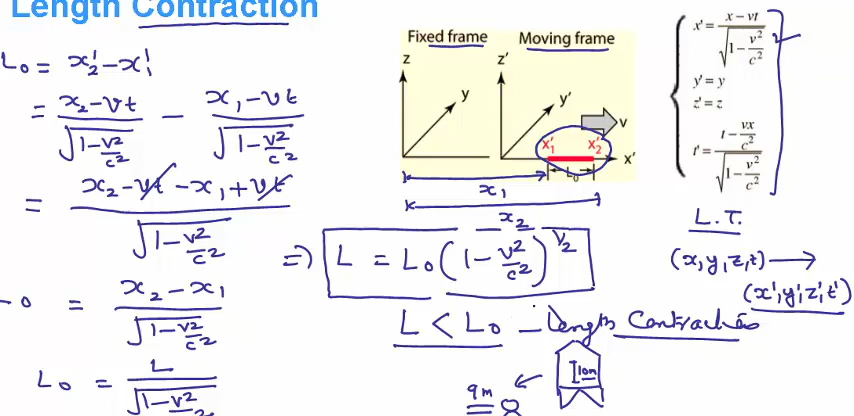 Length Contraction
L₀ = x₂' - x₁'
= (x₂ - vt)/√(1 - v²/c²) - (x₁ - vt)/√(1 - v²/c²)
= (x₂ - vt - x₁ + vt)/√(1 - v²/c²)
₀ = (x₂ - x₁)/√(1 - v²/c²)
L₀ = L/√(1 - v²/c²)
Fixed frame Moving frame
z z'
y y'
v
x₁' x₂' x'
L₀
x₁
x₂
⇒ L = L₀(1 - v²/c²)^1/2
L < L₀ - length Contraction
10m
9m
x' = (x - vt)/√(1 - v²/c²)
y' = y
z' = z
t' = (t - vx/c²)/√(1 - v²/c²)
L.T.
(x, y, z, t) →
(x', y', z', t')